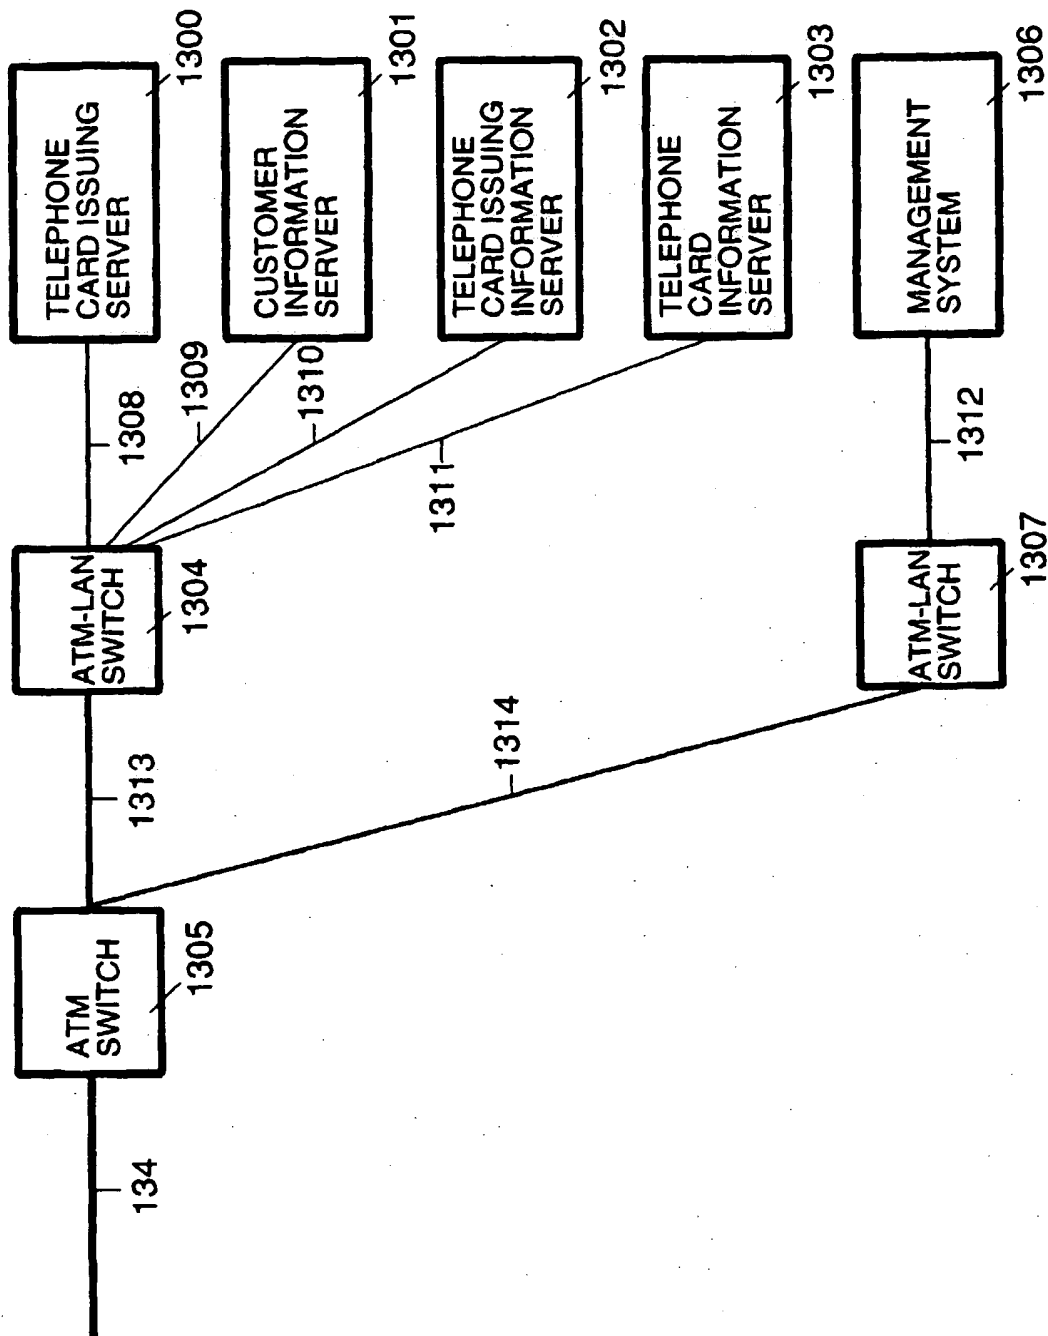 TELEPHONE
CARD ISSUING
SERVER
1300
CUSTOMER
INFORMATION
SERVER
1301
TELEPHONE
CARD ISSUING
INFORMATION
SERVER
1302
TELEPHONE
CARD
INFORMATION
SERVER
1303
MANAGEMENT
SYSTEM
1306
1308
1309
1310
1311
1312
ATM-LAN
SWITCH
1304
ATM-LAN
SWITCH
1307
1313
1314
ATM
SWITCH
1305
134